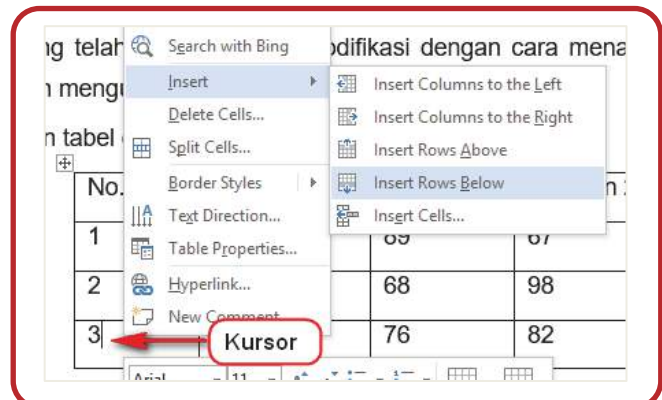 ng telah
odifikasi dengan cara mena
n mengu
n tabel
Search with Bing
Insert
Delete Cells...
Split Cells...
Border Styles
Text Direction...
Table Properties...
Hyperlink...
New Comment
Insert Columns to the Left
Insert Columns to the Right
Insert Rows Above
Insert Rows Below
Insert Cells...
No.
1 89 67
2 68 98
3 76 82
Kursor
Arial 11